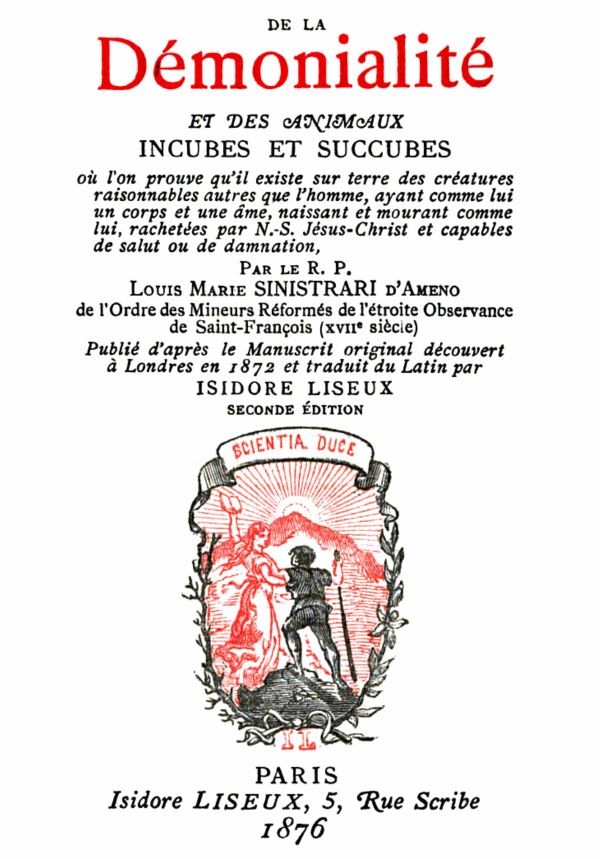 DE LA
Démonialité
ET DES ANIMAUX
INCUBES ET SUCCUBES
où l'on prouve qu'il existe sur terre des créatures
raisonnables autres que l'homme, ayant comme lui
un corps et une âme, naissant et mourant comme
lui, rachetées par N.-S. Jésus-Christ et capables
de salut ou de damnation,
PAR LE R. P.
LOUIS MARIE SINISTRARI D'AMENO
de l'Ordre des Mineurs Réformés de l'étroite Observance
de Saint-François (XVIIe siècle)
Publié d'après le Manuscrit original découvert
à Londres en 1872 et traduit du Latin par
ISIDORE LISEUX
SECONDE ÉDITION
SCIENTIA DUCE
IL
PARIS
Isidore LISEUX, 5, Rue Scribe
1876